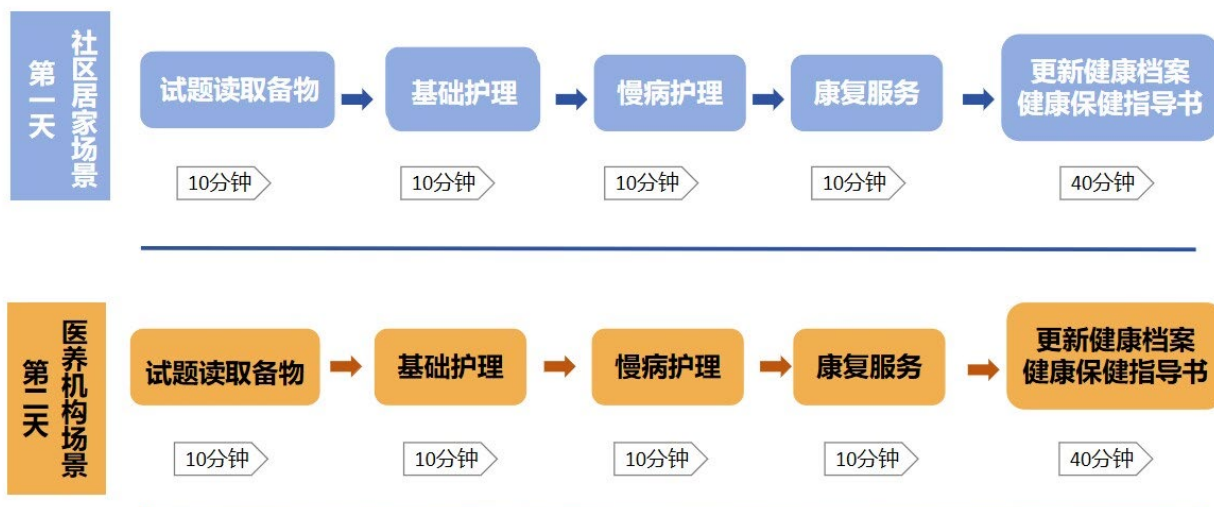 第一天
社区居家场景
试题读取备物
基础护理
慢病护理
康复服务
更新健康档案
健康保健指导书
10分钟
10分钟
10分钟
10分钟
40分钟
第二天
医养机构场景
试题读取备物
基础护理
慢病护理
康复服务
更新健康档案
健康保健指导书
10分钟
10分钟
10分钟
10分钟
40分钟